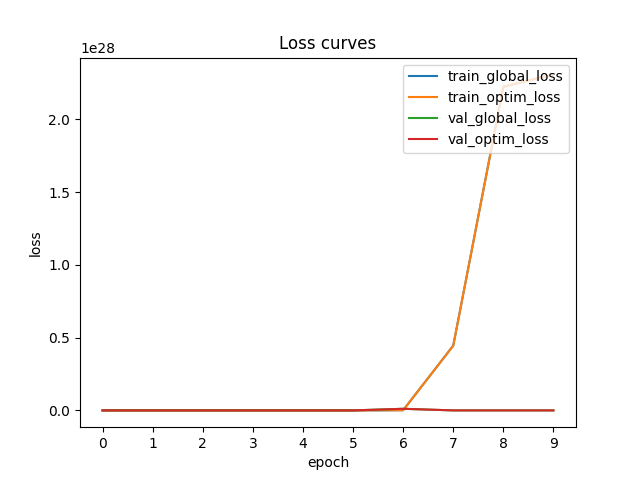 Loss curves
1e28
train_global_loss
train_optim_loss
val_global_loss
val_optim_loss
2.0
1.5
1.0
0.5
0.0
loss
0 1 2 3 4 5 6 7 8 9
epoch